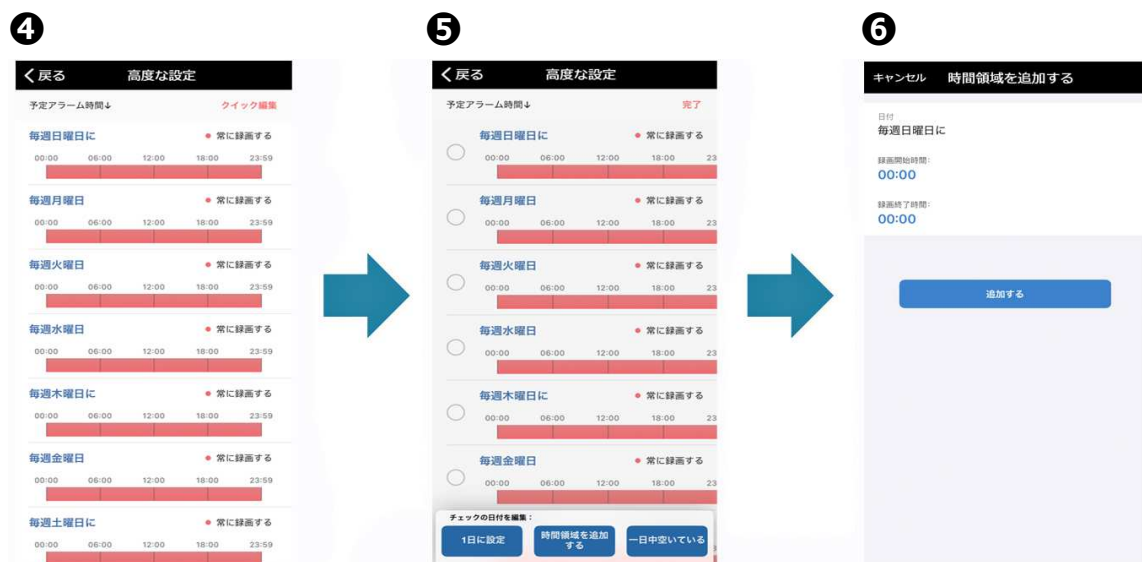 ❹
く戻る 高度な設定
予定アラーム時間↓ クイック編集
毎週日曜日に 常に録画する
00:00 06:00 12:00 18:00 23:59
毎週月曜日 常に録画する
00:00 06:00 12:00 18:00 23:59
毎週火曜日 常に録画する
00:00 06:00 12:00 18:00 23:59
毎週水曜日 常に録画する
00:00 06:00 12:00 18:00 23:59
毎週木曜日に 常に録画する
00:00 06:00 12:00 18:00 23:59
毎週金曜日 常に録画する
00:00 06:00 12:00 18:00 23:59
毎週土曜日に 常に録画する
00:00 06:00 12:00 18:00 23:59
❺
く戻る 高度な設定
予定アラーム時間↓ 完了
毎週日曜日に 常に録画する
00:00 06:00 12:00 18:00 23
毎週月曜日 常に録画する
00:00 06:00 12:00 18:00 23
毎週火曜日 常に録画する
00:00 06:00 12:00 18:00 23
毎週水曜日 常に録画する
00:00 06:00 12:00 18:00 23
毎週木曜日に 常に録画する
00:00 06:00 12:00 18:00 23
毎週金曜日 常に録画する
00:00 06:00 12:00 18:00 23
チェックの日付を編集：
1日に設定
時間領域を追加
する
一日中空いている
❻
キャンセル 時間領域を追加する
日付
毎週日曜日に
録画開始時間:
00:00
録画終了時間:
00:00
追加する